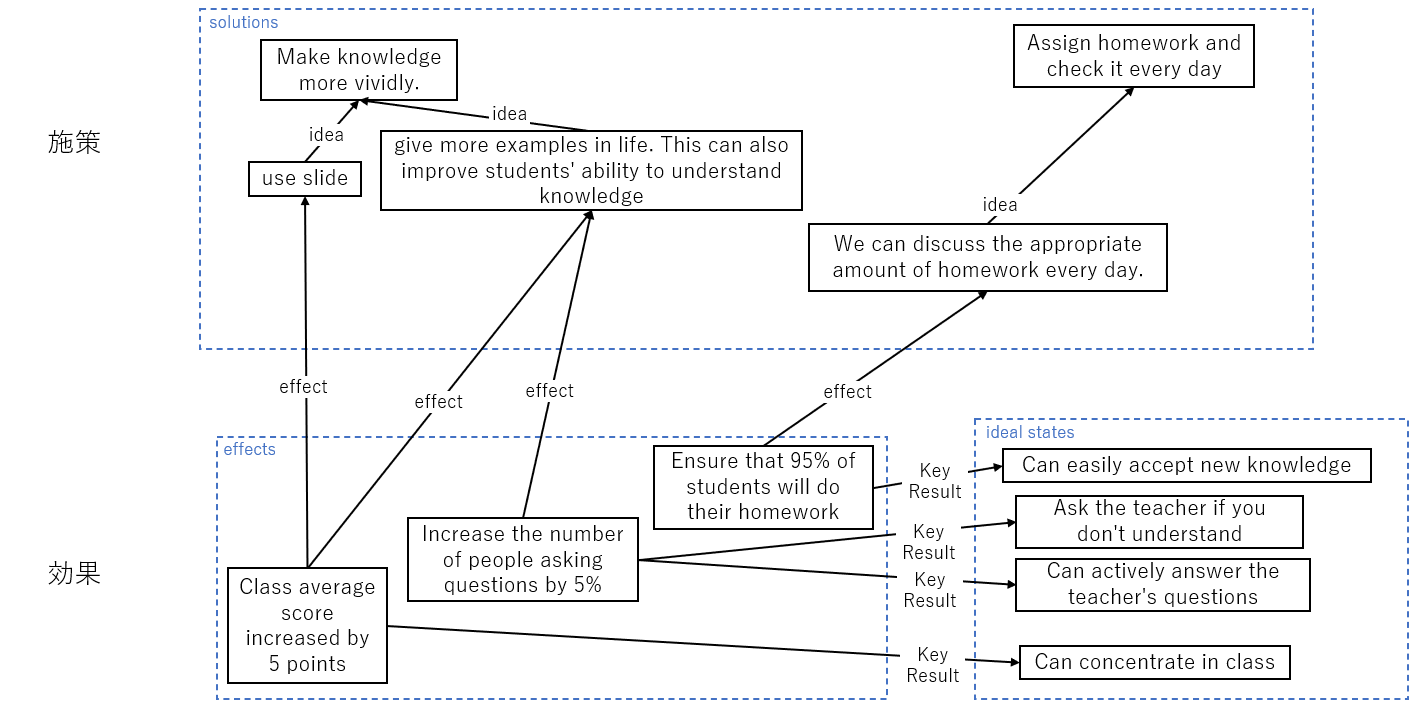 solutions
Make knowledge
more vividly.
Assign homework and
check it every day
idea
idea
施策
give more examples in life. This can also
improve students' ability to understand
knowledge
use slide
idea
We can discuss the appropriate
amount of homework every day.
effect
effect
effect
effect
effects
ideal states
Ensure that 95% of
students will do
their homework
Key
Result
Can easily accept new knowledge
Increase the number
of people asking
questions by 5%
Key
Result
Ask the teacher if you
don't understand
効果
Class average
score
increased by
5 points
Key
Result
Can actively answer the
teacher's questions
Key
Result
Can concentrate in class